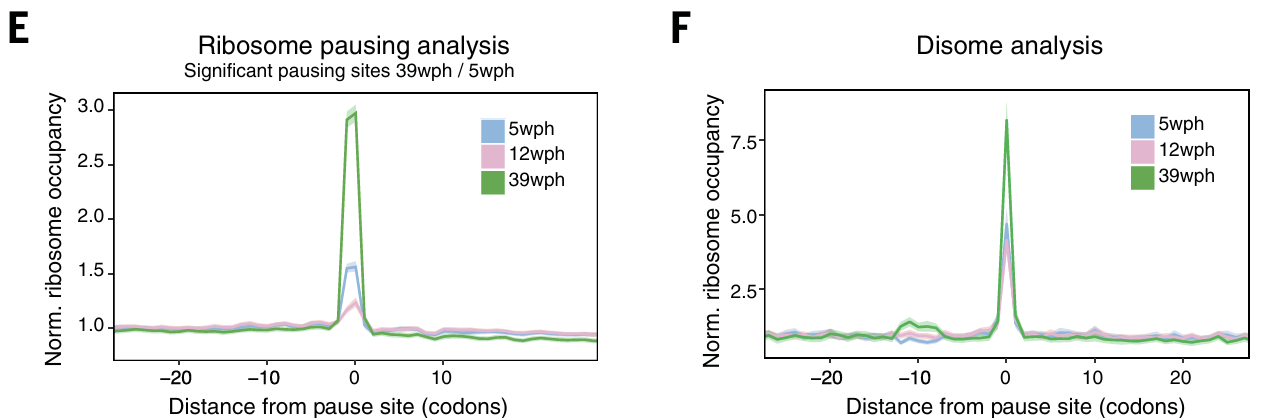 E
Ribosome pausing analysis
Significant pausing sites 39wph / 5wph
Norm. ribosome occupancy
3.0
2.5
2.0
1.5
1.0
5wph
12wph
39wph
−20
−10
0
10
Distance from pause site (codons)
F
Disome analysis
Norm. ribosome occupancy
7.5
5.0
2.5
5wph
12wph
39wph
−20
−10
0
10
20
Distance from pause site (codons)